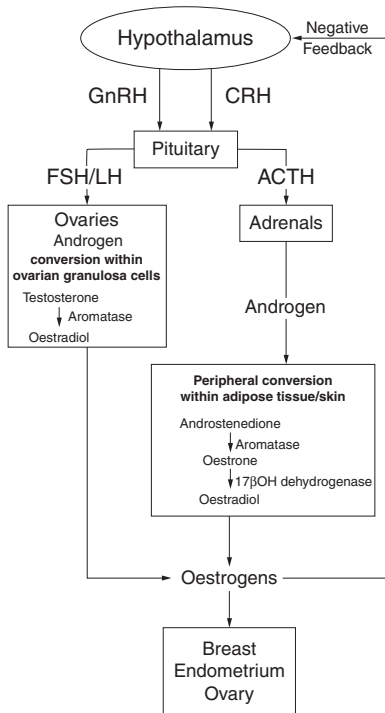 Hypothalamus
Negative
Feedback
GnRH
CRH
Pituitary
FSH/LH
ACTH
Ovaries
Androgen
conversion within
ovarian granulosa cells
Testosterone
Aromatase
Oestradiol
Adrenals
Androgen
Peripheral conversion
within adipose tissue/skin
Androstenedione
Aromatase
Oestrone
17βOH dehydrogenase
Oestradiol
Oestrogens
Breast
Endometrium
Ovary